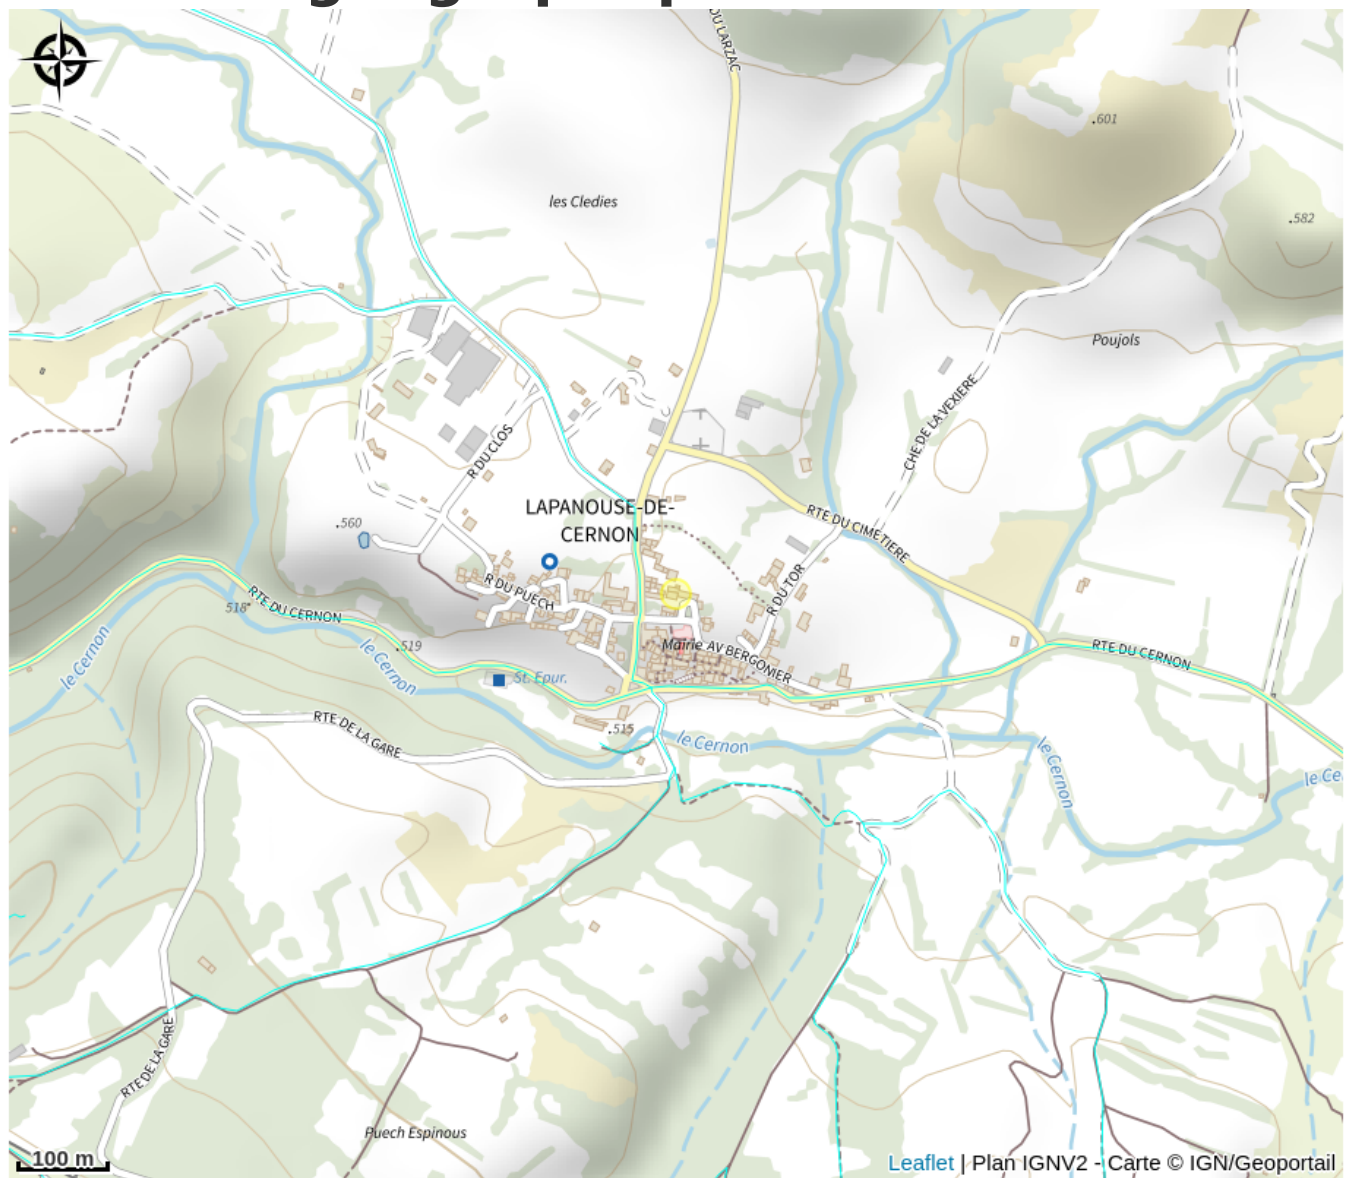 DU LARZAC
.601
les Cledies
.582
Poujols
CHE DE LA VEXIERE
R DU CLOS
LAPANOUSE-DE-
CERNON
.560
RTE DU CIMETIERE
R DU PUECH
R DU TOR
RTE DU CERNON
518
.519
le Cernon
le Cernon
Mairie
AV BERGONIER
RTE DU CERNON
St. Epur.
RTE DE LA GARE
.515
le Cernon
le Cernon
le Ce
RTE DE LA GARE
Puech Espinous
100 m
Leaflet | Plan IGNV2 - Carte © IGN/Geoportail